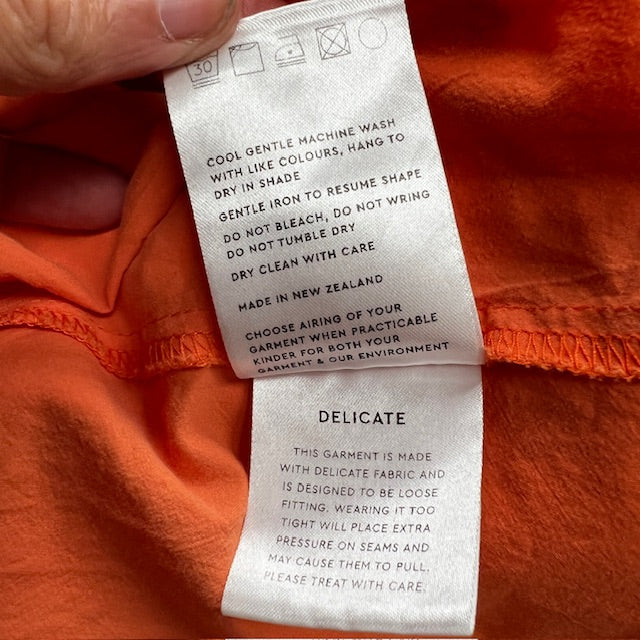 30
COOL GENTLE MACHINE WASH
WITH LIKE COLOURS, HANG TO
DRY IN SHADE
GENTLE IRON TO RESUME SHAPE
DO NOT BLEACH, DO NOT WRING
DO NOT TUMBLE DRY
DRY CLEAN WITH CARE
MADE IN NEW ZEALAND
CHOOSE AIRING OF YOUR
GARMENT WHEN PRACTICABLE
KINDER FOR BOTH YOUR
GARMENT & OUR ENVIRONMENT
DELICATE
THIS GARMENT IS MADE
WITH DELICATE FABRIC AND
IS DESIGNED TO BE LOOSE
FITTING. WEARING IT TOO
TIGHT WILL PLACE EXTRA
PRESSURE ON SEAMS AND
MAY CAUSE THEM TO PULL.
PLEASE TREAT WITH CARE.